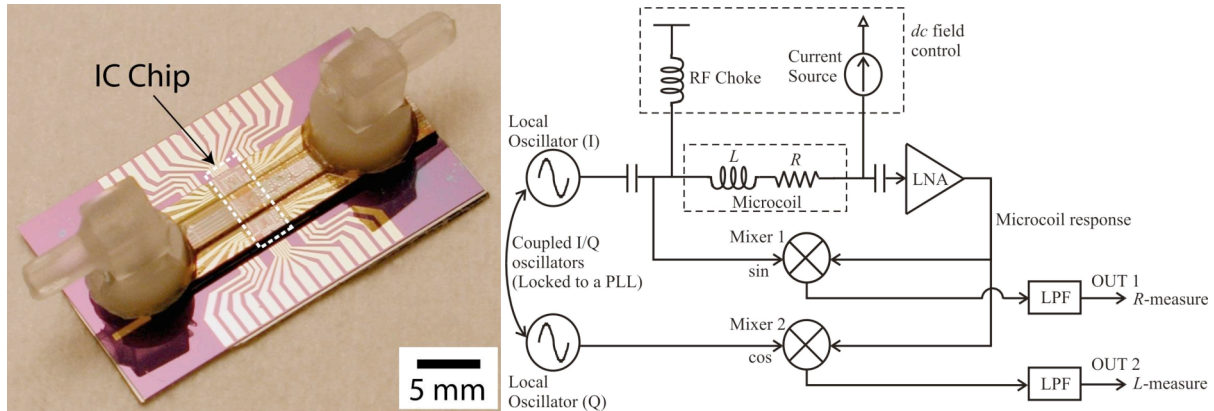 IC Chip
5 mm
dc field
control
Current
Source
RF Choke
Local
Oscillator (I)
L
R
Microcoil
LNA
Microcoil response
Coupled I/Q
oscillators
(Locked to a PLL)
Mixer 1
sin
LPF
OUT 1
R-measure
Mixer 2
cos
LPF
OUT 2
L-measure
Local
Oscillator (Q)